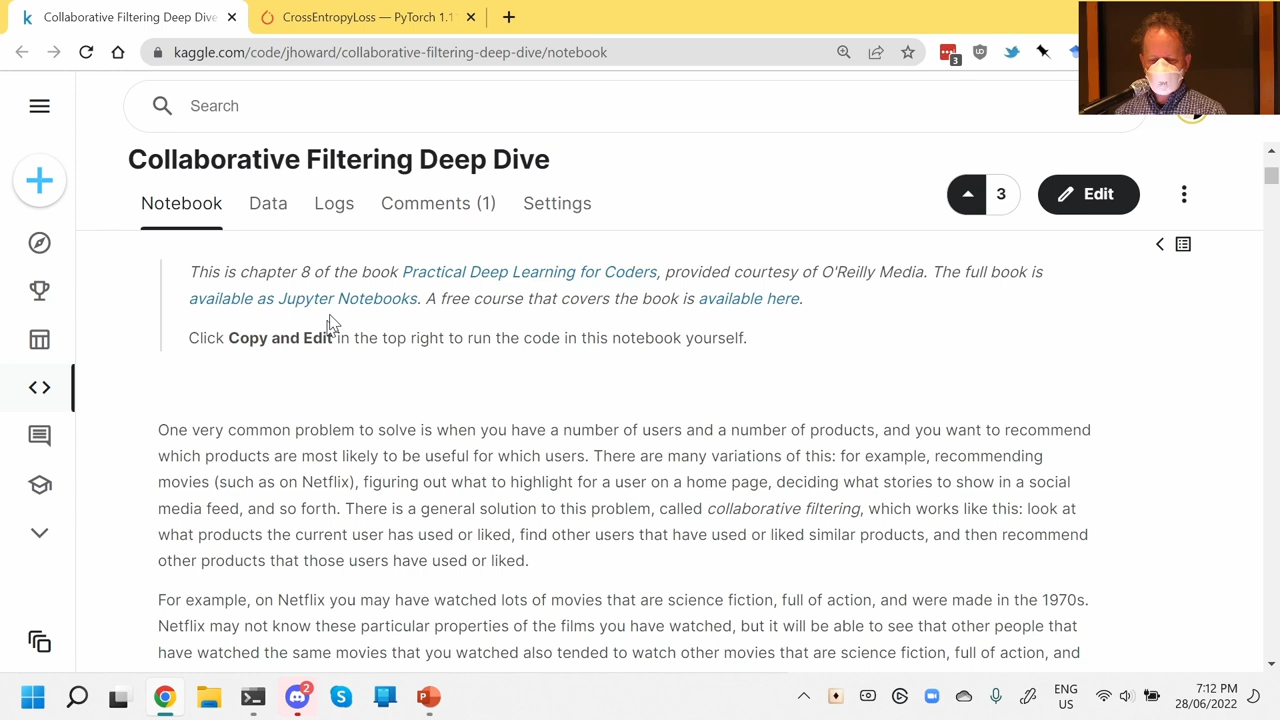 Collaborative Filtering Deep Dive
CrossEntropyLoss — PyTorch 1.1
kaggle.com/code/jhoward/collaborative-filtering-deep-dive/notebook
3
Search
Collaborative Filtering Deep Dive
Notebook Data Logs Comments (1) Settings
3
Edit
This is chapter 8 of the book Practical Deep Learning for Coders, provided courtesy of O'Reilly Media. The full book is
available as Jupyter Notebooks. A free course that covers the book is available here.
Click Copy and Edit in the top right to run the code in this notebook yourself.
One very common problem to solve is when you have a number of users and a number of products, and you want to recommend
which products are most likely to be useful for which users. There are many variations of this: for example, recommending
movies (such as on Netflix), figuring out what to highlight for a user on a home page, deciding what stories to show in a social
media feed, and so forth. There is a general solution to this problem, called collaborative filtering, which works like this: look at
what products the current user has used or liked, find other users that have used or liked similar products, and then recommend
other products that those users have used or liked.
For example, on Netflix you may have watched lots of movies that are science fiction, full of action, and were made in the 1970s.
Netflix may not know these particular properties of the films you have watched, but it will be able to see that other people that
have watched the same movies that you watched also tended to watch other movies that are science fiction, full of action, and
2
ENG
US
7:12 PM
28/06/2022